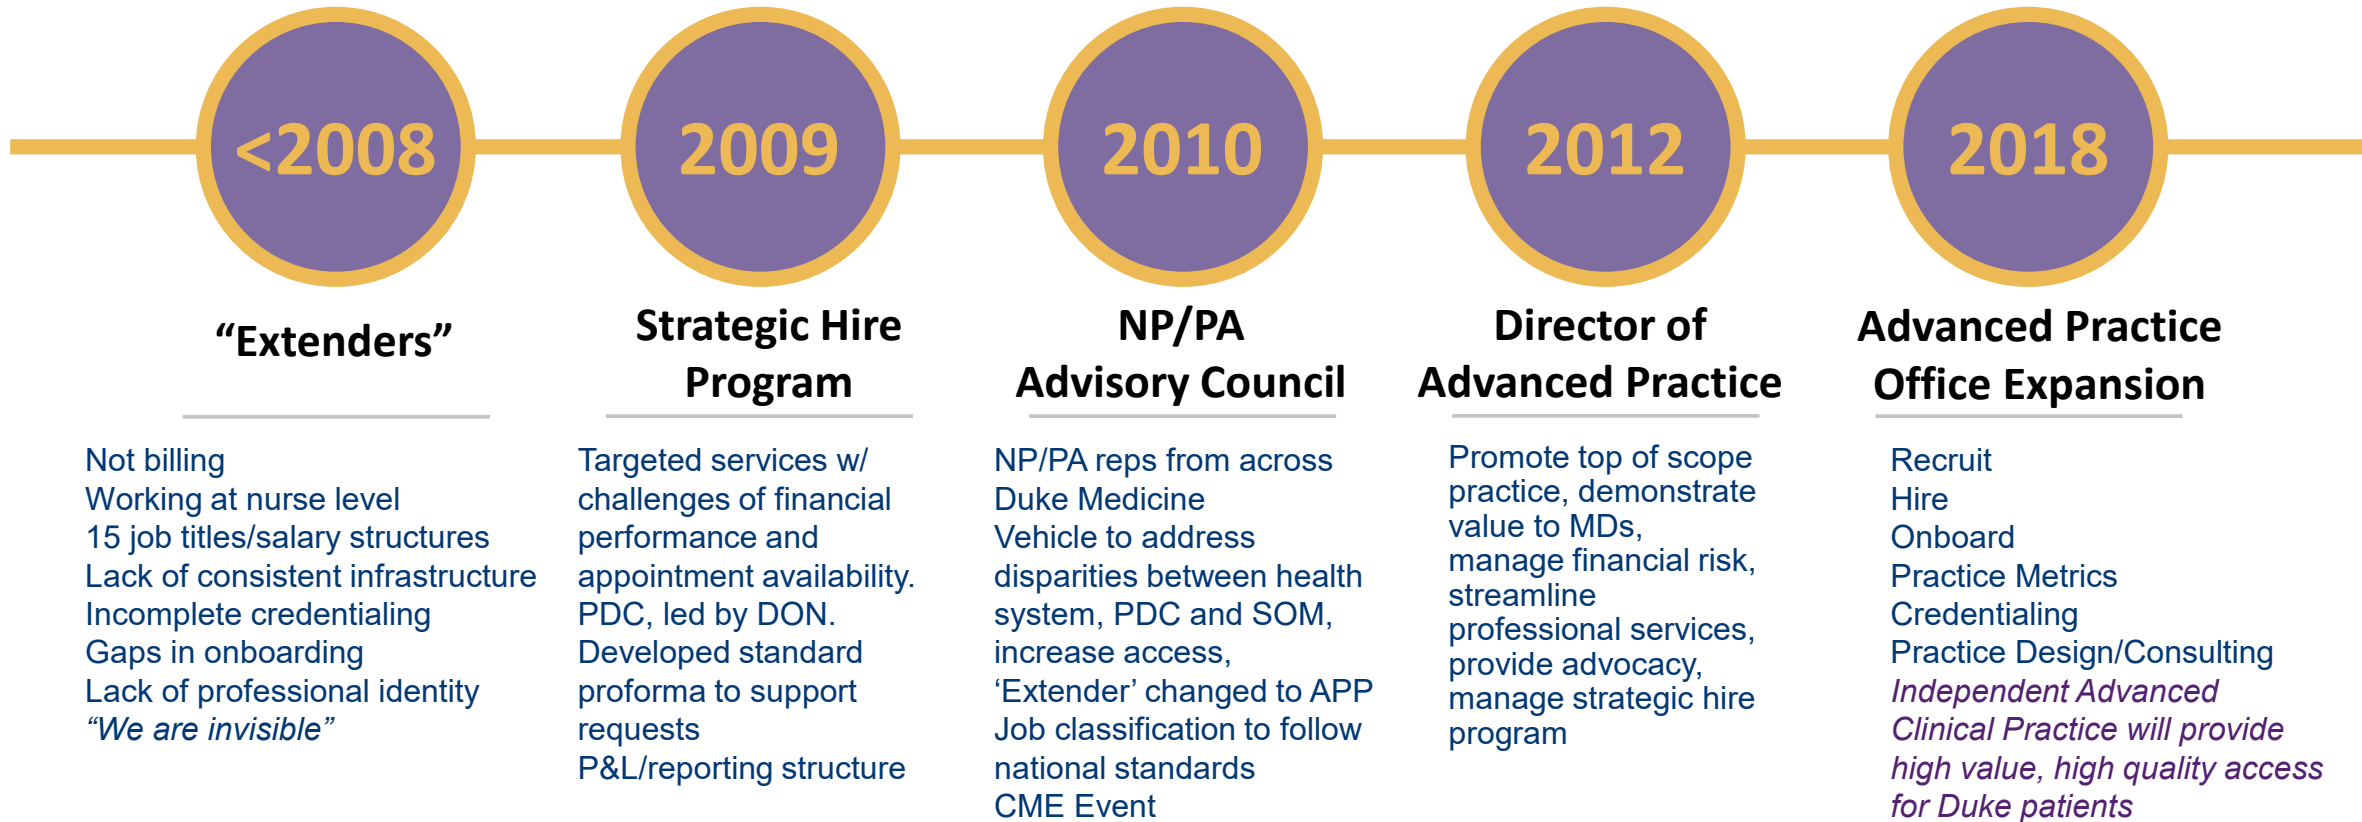 <2008
“Extenders”
Not billing
Working at nurse level
15 job titles/salary structures
Lack of consistent infrastructure
Incomplete credentialing
Gaps in onboarding
Lack of professional identity
“We are invisible”
2009
Strategic Hire
Program
Targeted services w/
challenges of financial
performance and
appointment availability.
PDC, led by DON.
Developed standard
proforma to support
requests
P&L/reporting structure
2010
NP/PA
Advisory Council
NP/PA reps from across
Duke Medicine
Vehicle to address
disparities between health
system, PDC and SOM,
increase access,
‘Extender’ changed to APP
Job classification to follow
national standards
CME Event
2012
Director of
Advanced Practice
Promote top of scope
practice, demonstrate
value to MDs,
manage financial risk,
streamline
professional services,
provide advocacy,
manage strategic hire
program
2018
Advanced Practice
Office Expansion
Recruit
Hire
Onboard
Practice Metrics
Credentialing
Practice Design/Consulting
Independent Advanced
Clinical Practice will provide
high value, high quality access
for Duke patients